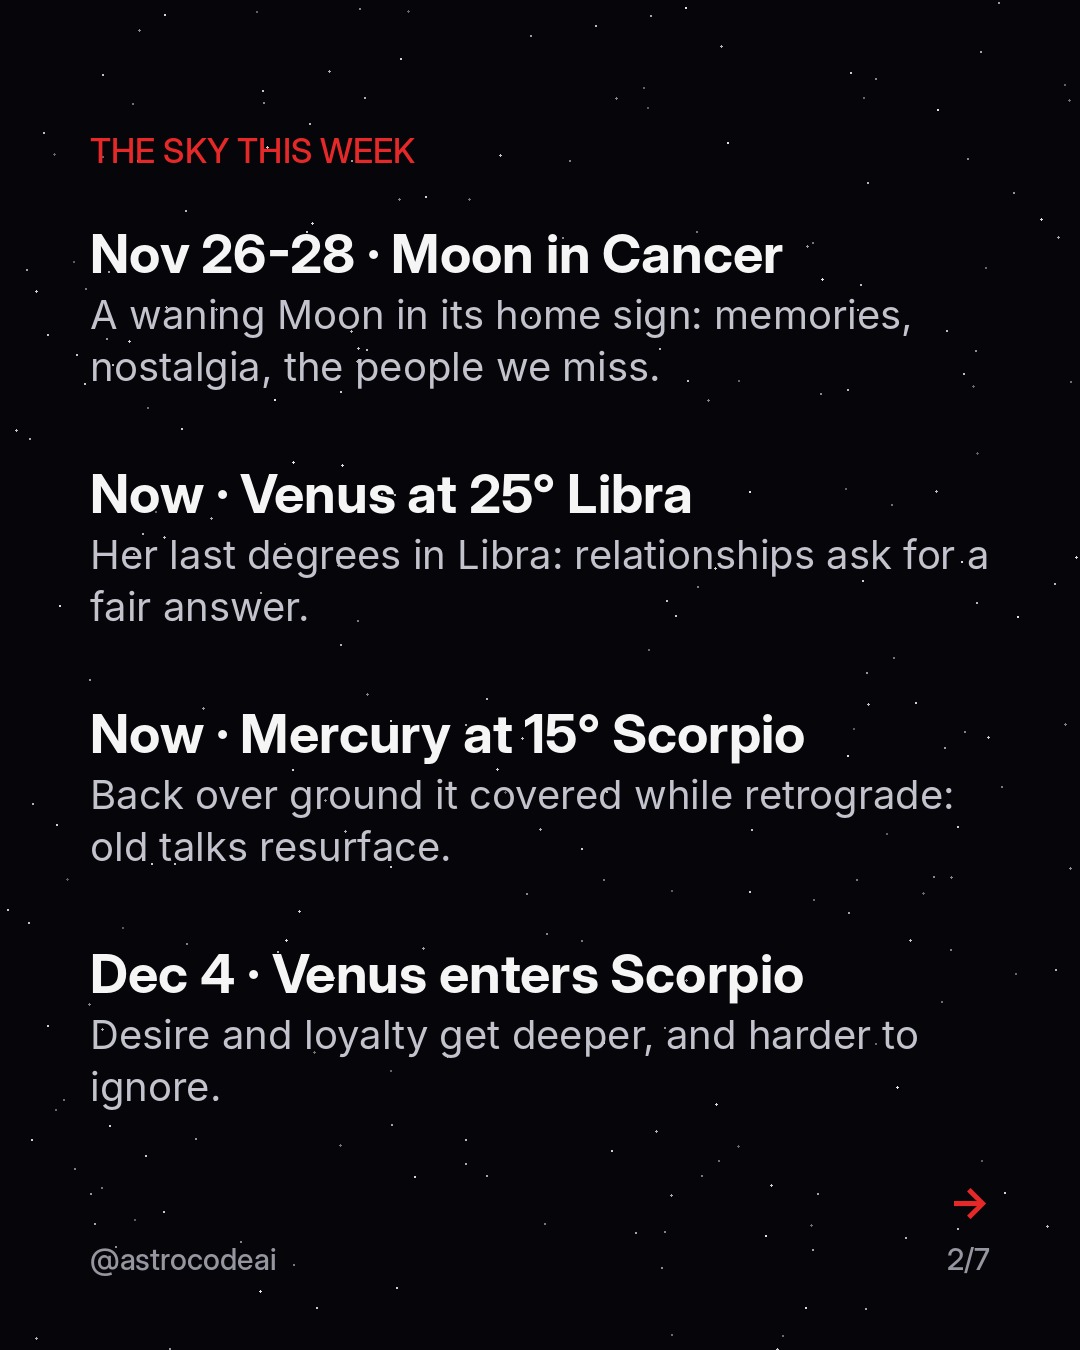 THE SKY THIS WEEK
Nov 26-28 · Moon in Cancer
A waning Moon in its home sign: memories,
nostalgia, the people we miss.
Now · Venus at 25° Libra
Her last degrees in Libra: relationships ask for a
fair answer.
Now · Mercury at 15° Scorpio
Back over ground it covered while retrograde:
old talks resurface.
Dec 4 · Venus enters Scorpio
Desire and loyalty get deeper, and harder to
ignore.
→
@astrocodeai
2/7